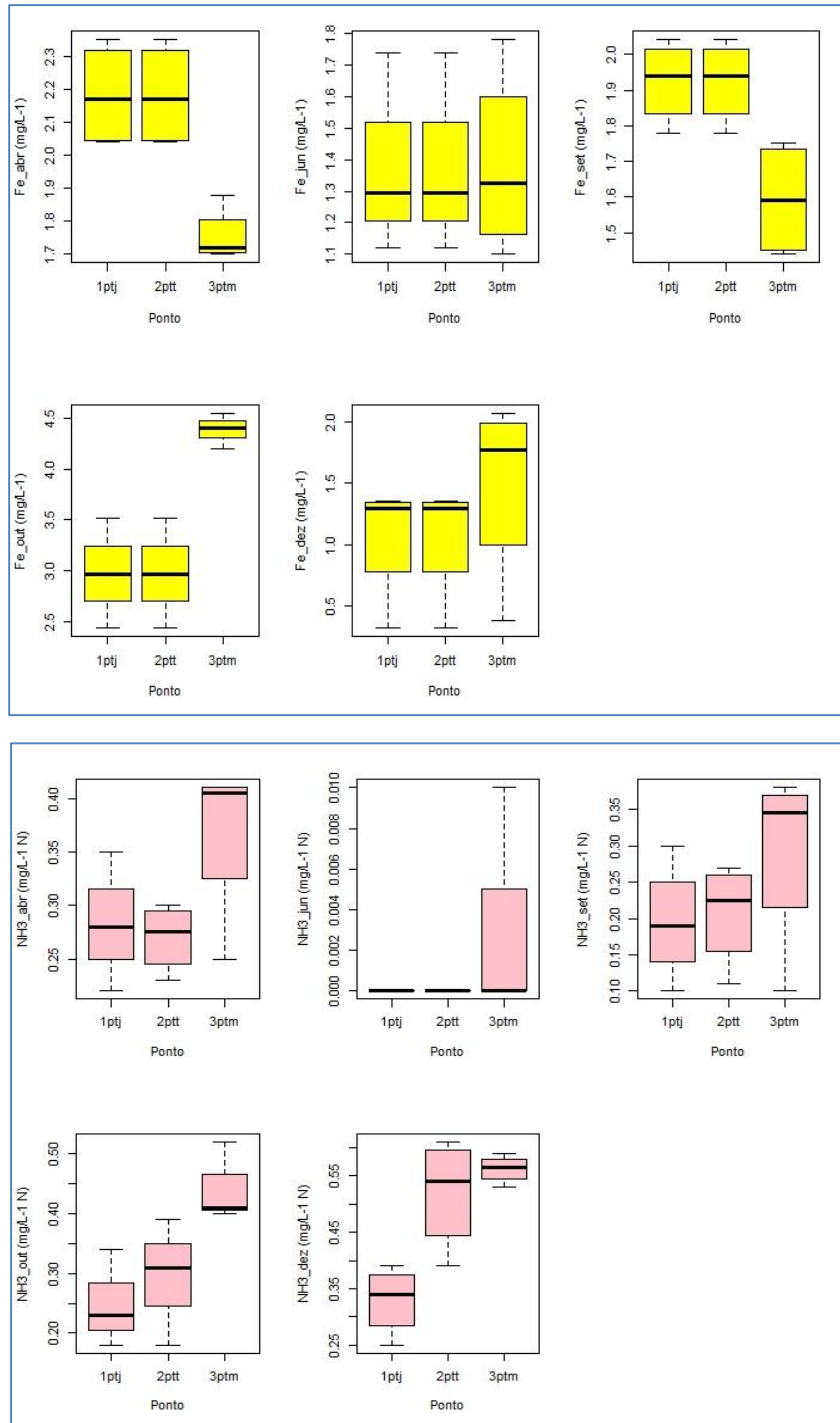 Fe_abr (mg/L-1)
1.7 1.8 1.9 2.0 2.1 2.2 2.3
1ptj 2ptt 3ptm
Ponto
Fe_jun (mg/L-1)
1.1 1.2 1.3 1.4 1.5 1.6 1.7 1.8
1ptj 2ptt 3ptm
Ponto
Fe_set (mg/L-1)
1.5 1.6 1.7 1.8 1.9 2.0
1ptj 2ptt 3ptm
Ponto
Fe_out (mg/L-1)
2.5 3.0 3.5 4.0 4.5
1ptj 2ptt 3ptm
Ponto
Fe_dez (mg/L-1)
0.5 1.0 1.5 2.0
1ptj 2ptt 3ptm
Ponto
NH3_abr (mg/L-1 N)
0.25 0.30 0.40
1ptj 2ptt 3ptm
Ponto
NH3_jun (mg/L-1 N)
0.000 0.002 0.004 0.006 0.008 0.010
1ptj 2ptt 3ptm
Ponto
NH3_set (mg/L-1 N)
0.10 0.15 0.20 0.25 0.30 0.35
1ptj 2ptt 3ptm
Ponto
NH3_out (mg/L-1 N)
0.20 0.30 0.40 0.50
1ptj 2ptt 3ptm
Ponto
NH3_dez (mg/L-1 N)
0.25 0.35 0.45 0.55
1ptj 2ptt 3ptm
Ponto